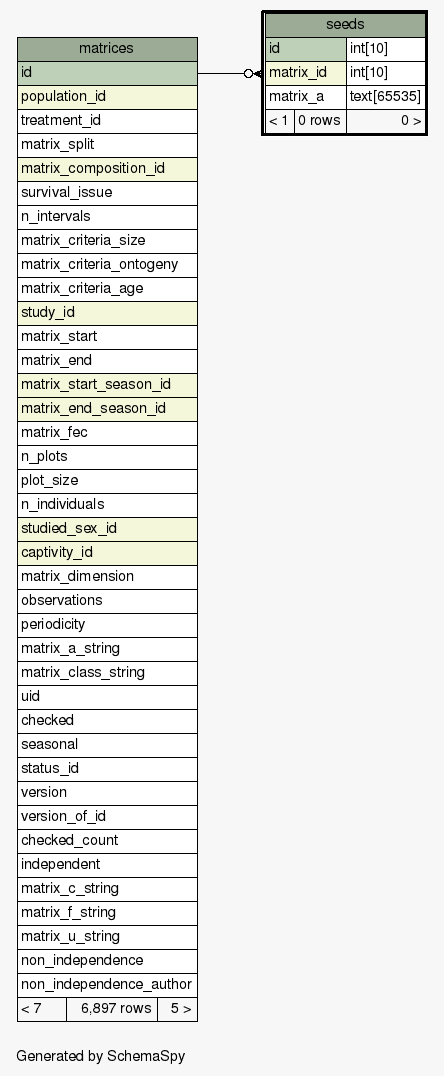 matrices
id
population_id
treatment_id
matrix_split
matrix_composition_id
survival_issue
n_intervals
matrix_criteria_size
matrix_criteria_ontogeny
matrix_criteria_age
study_id
matrix_start
matrix_end
matrix_start_season_id
matrix_end_season_id
matrix_fec
n_plots
plot_size
n_individuals
studied_sex_id
captivity_id
matrix_dimension
observations
periodicity
matrix_a_string
matrix_class_string
uid
checked
seasonal
status_id
version
version_of_id
checked_count
independent
matrix_c_string
matrix_f_string
matrix_u_string
non_independence
non_independence_author
< 7 6,897 rows 5 >
seeds
id int[10]
matrix_id int[10]
matrix_a text[65535]
< 1 0 rows 0 >
Generated by SchemaSpy